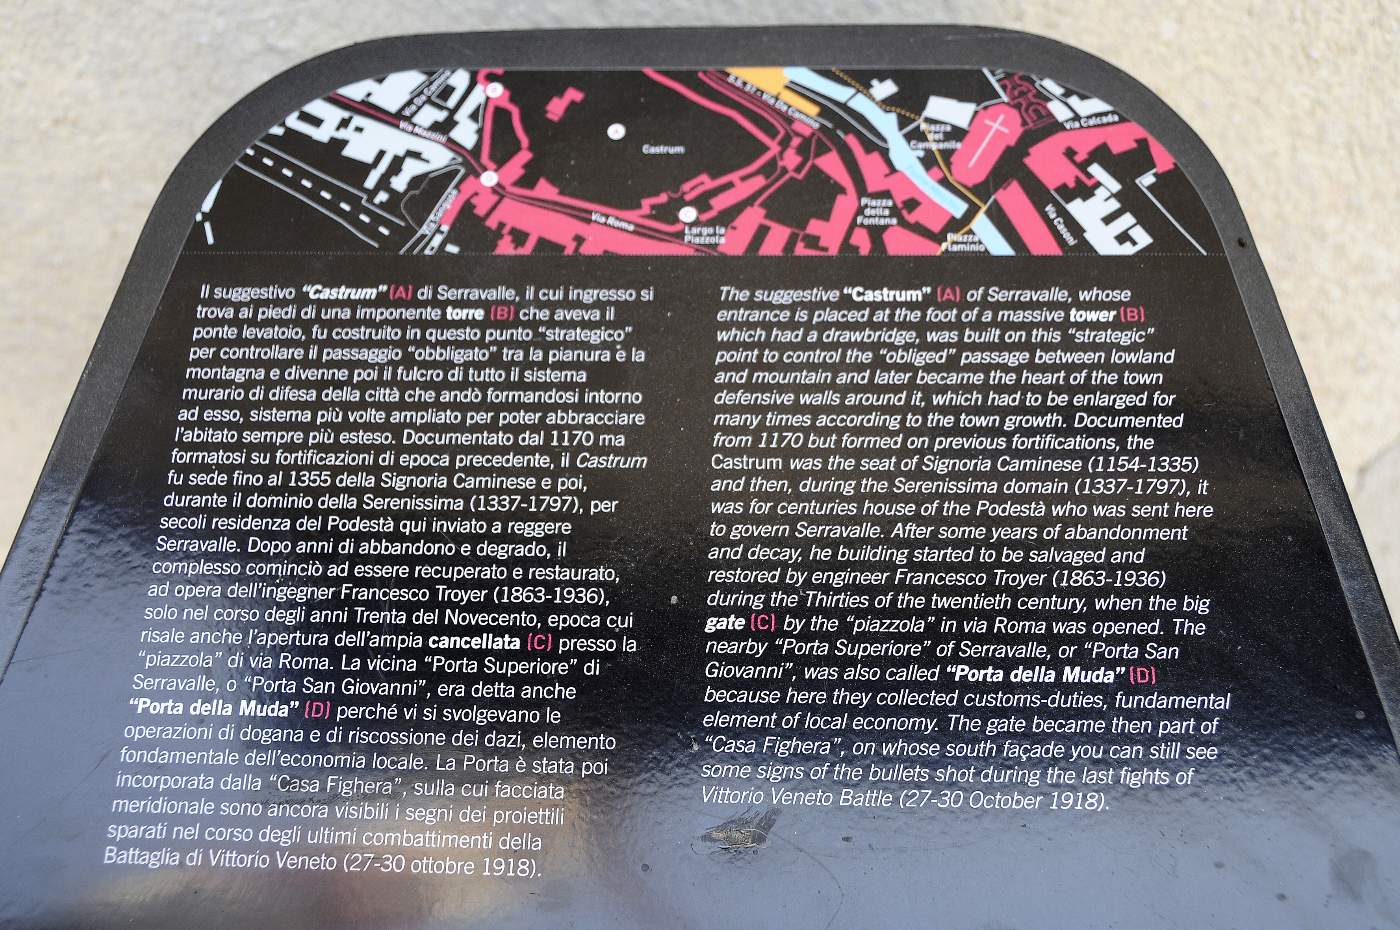 Via Mazzini
Via Da Camino
Castrum
S.S. 51 - Via Da Camino
Piazza
del
Campanile
Via Calcada
Via Roma
Largo la
Piazzola
Piazza
della
Fontana
Piazza
Flaminio
Via Casoni
Il suggestivo “Castrum” (A) di Serravalle, il cui ingresso si
trova ai piedi di una imponente torre (B) che aveva il
ponte levatoio, fu costruito in questo punto “strategico”
per controllare il passaggio “obbligato” tra la pianura e la
montagna e divenne poi il fulcro di tutto il sistema
murario di difesa della città che andò formandosi intorno
ad esso, sistema più volte ampliato per poter abbracciare
l’abitato sempre più esteso. Documentato dal 1170 ma
formatosi su fortificazioni di epoca precedente, il Castrum
fu sede fino al 1355 della Signoria Caminese e poi,
durante il dominio della Serenissima (1337-1797), per
secoli residenza del Podestà qui inviato a reggere
Serravalle. Dopo anni di abbandono e degrado, il
complesso cominciò ad essere recuperato e restaurato,
ad opera dell’ingegner Francesco Troyer (1863-1936),
solo nel corso degli anni Trenta del Novecento, epoca cui
risale anche l’apertura dell’ampia cancellata (C) presso la
“piazzola” di via Roma. La vicina “Porta Superiore” di
Serravalle, o “Porta San Giovanni”, era detta anche
“Porta della Muda” (D) perché vi si svolgevano le
operazioni di dogana e di riscossione dei dazi, elemento
fondamentale dell’economia locale. La Porta è stata poi
incorporata dalla “Casa Fighera”, sulla cui facciata
meridionale sono ancora visibili i segni dei proiettili
sparati nel corso degli ultimi combattimenti della
Battaglia di Vittorio Veneto (27-30 ottobre 1918).
The suggestive “Castrum” (A) of Serravalle, whose
entrance is placed at the foot of a massive tower (B)
which had a drawbridge, was built on this “strategic”
point to control the “obliged” passage between lowland
and mountain and later became the heart of the town
defensive walls around it, which had to be enlarged for
many times according to the town growth. Documented
from 1170 but formed on previous fortifications, the
Castrum was the seat of Signoria Caminese (1154-1335)
and then, during the Serenissima domain (1337-1797), it
was for centuries house of the Podestà who was sent here
to govern Serravalle. After some years of abandonment
and decay, he building started to be salvaged and
restored by engineer Francesco Troyer (1863-1936)
during the Thirties of the twentieth century, when the big
gate (C) by the “piazzola” in via Roma was opened. The
nearby “Porta Superiore” of Serravalle, or “Porta San
Giovanni”, was also called “Porta della Muda” (D)
because here they collected customs-duties, fundamental
element of local economy. The gate became then part of
“Casa Fighera”, on whose south façade you can still see
some signs of the bullets shot during the last fights of
Vittorio Veneto Battle (27-30 October 1918).